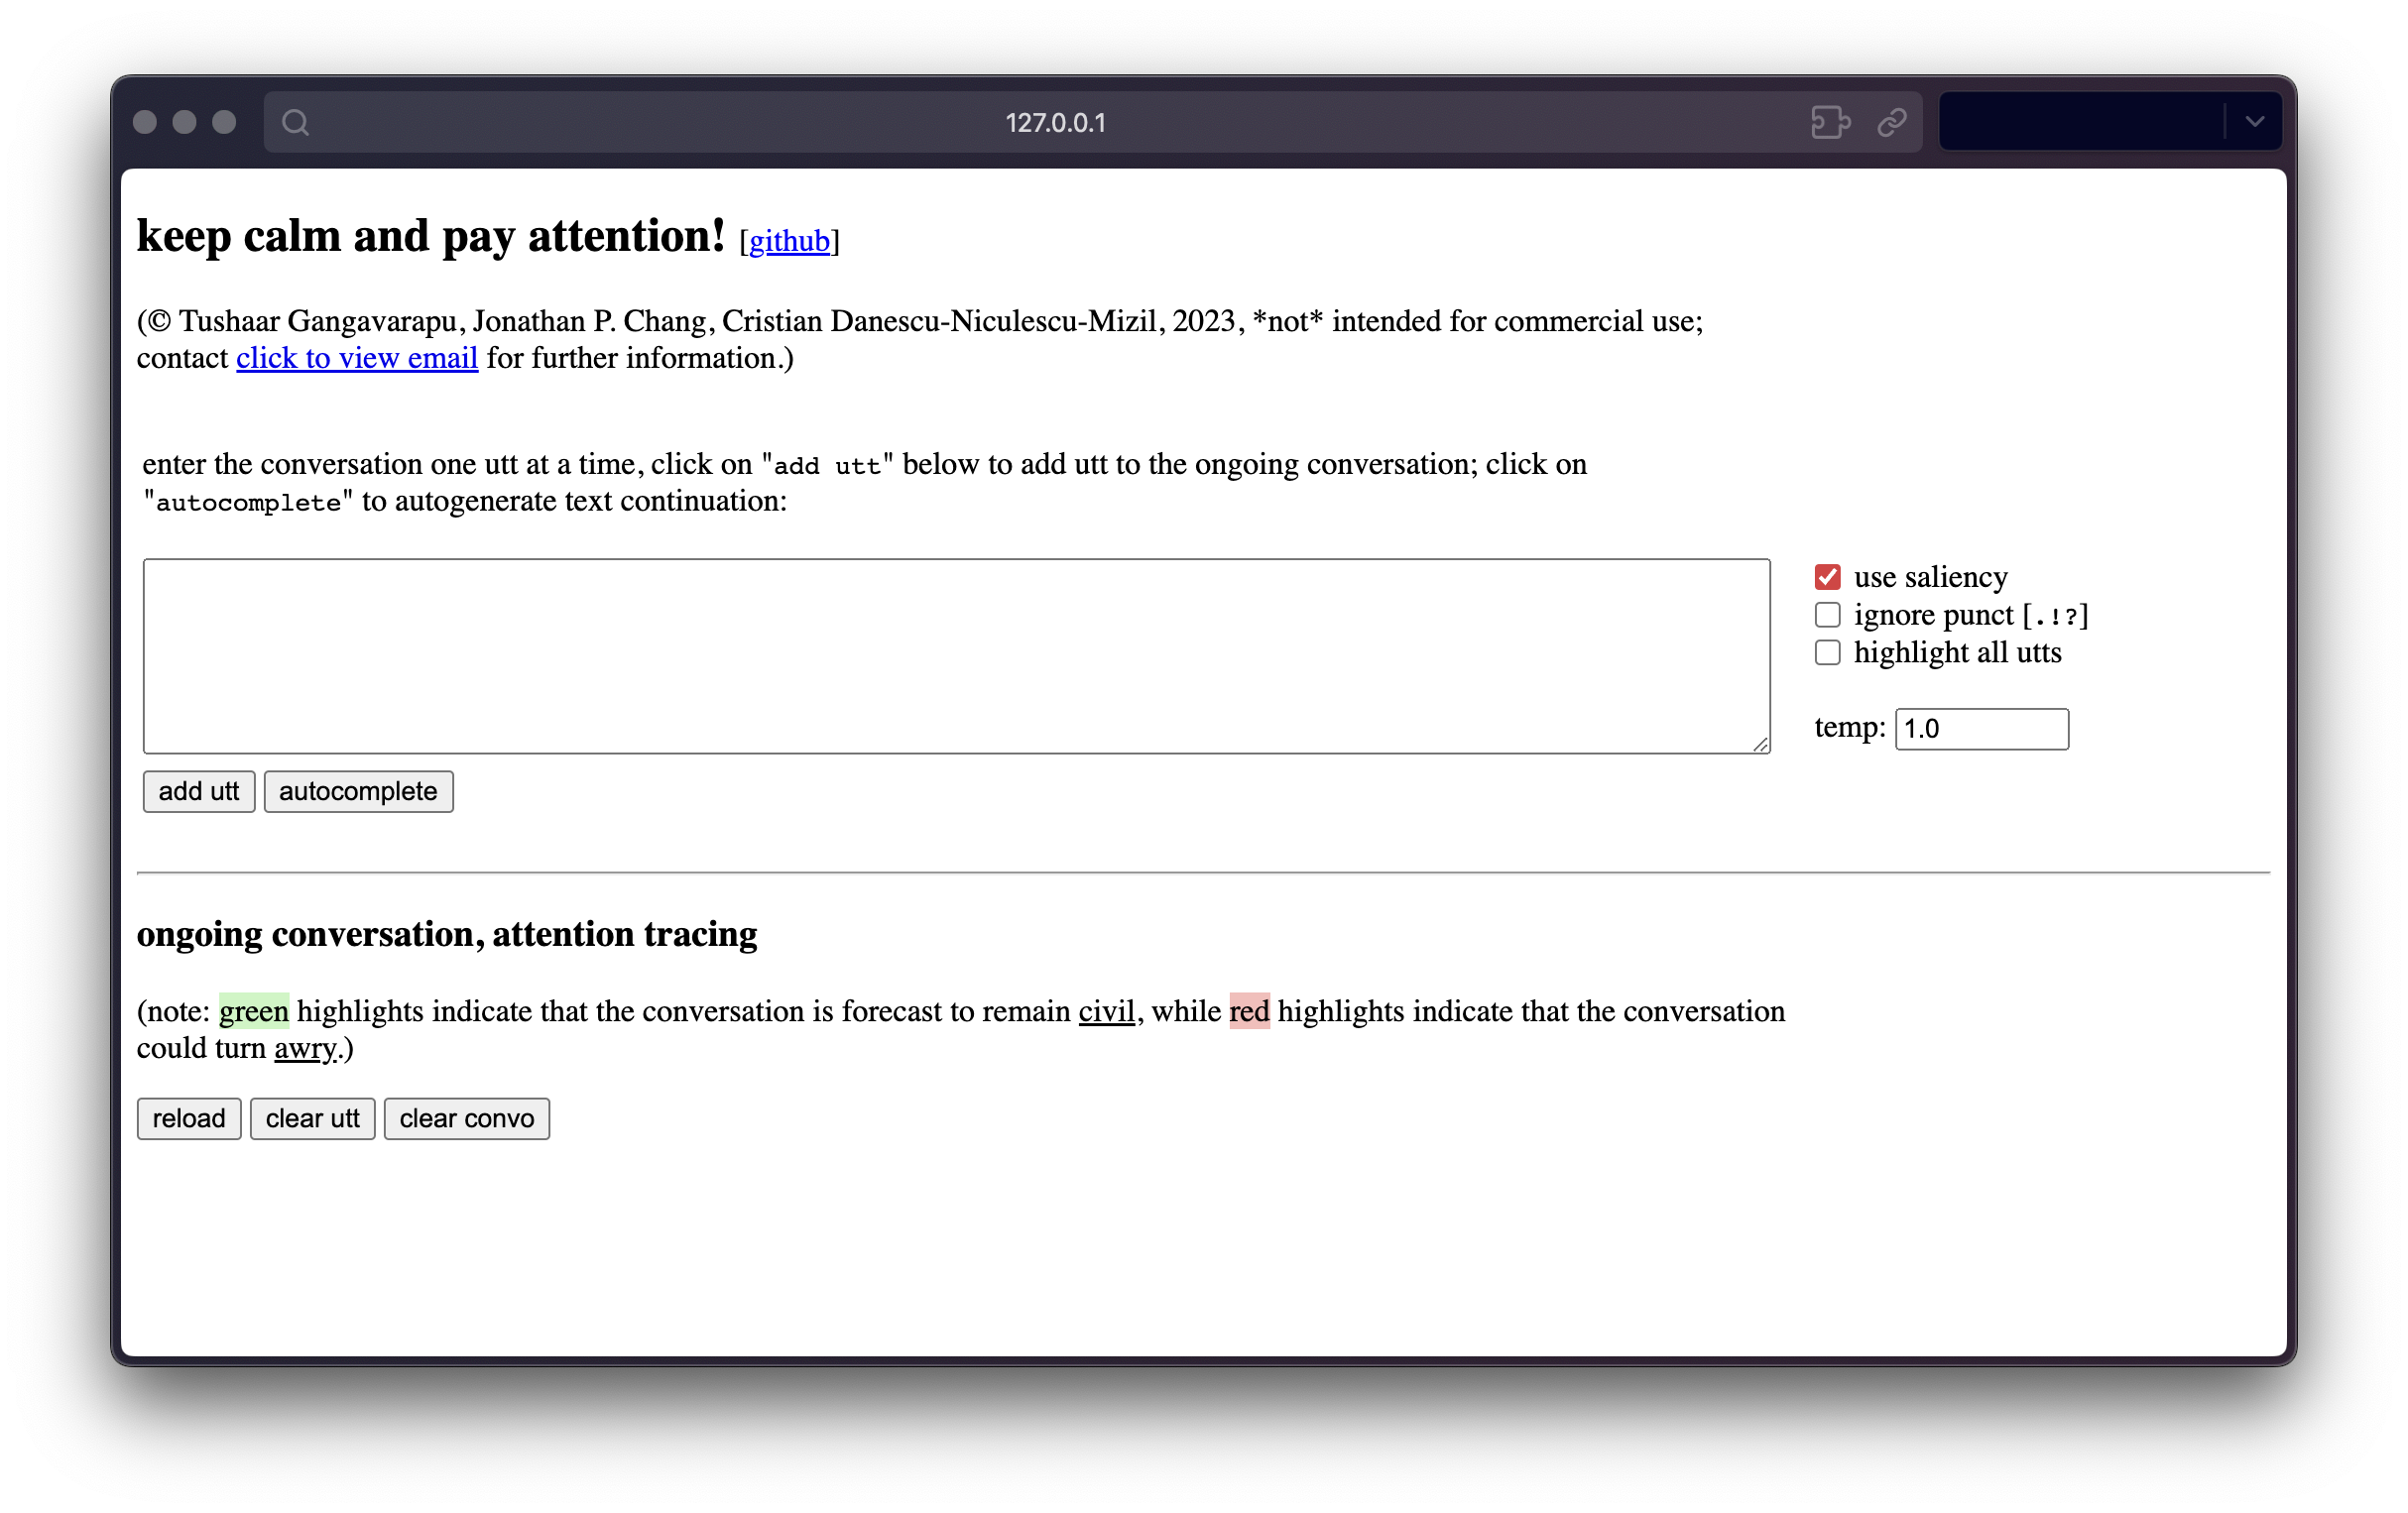 127.0.0.1
keep calm and pay attention! [github]
(© Tushaar Gangavarapu, Jonathan P. Chang, Cristian Danescu-Niculescu-Mizil, 2023, *not* intended for commercial use;
contact click to view email for further information.)
enter the conversation one utt at a time, click on "add utt" below to add utt to the ongoing conversation; click on
"autocomplete" to autogenerate text continuation:
use saliency
ignore punct [.!?]
highlight all utts
temp: 1.0
add utt autocomplete
ongoing conversation, attention tracing
(note: green highlights indicate that the conversation is forecast to remain civil, while red highlights indicate that the conversation
could turn awry.)
reload clear utt clear convo